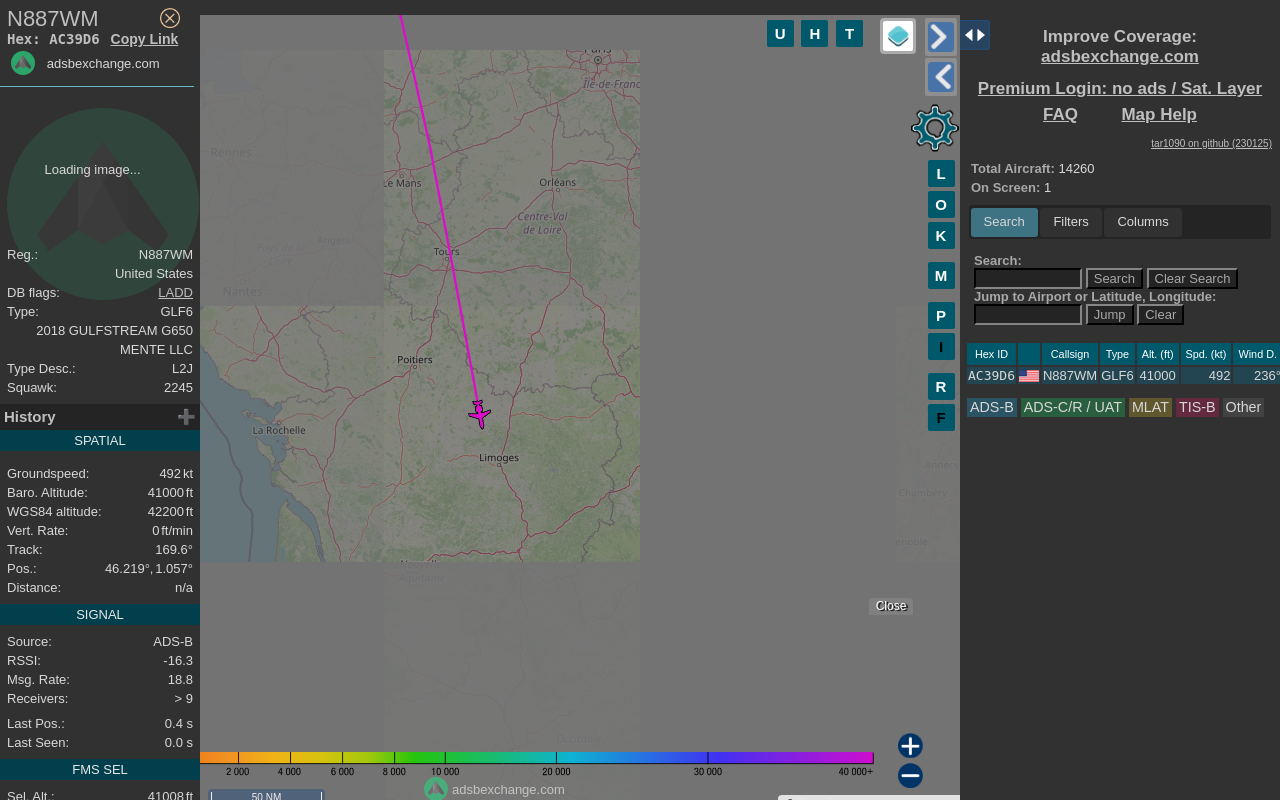 N887WM
Hex: AC39D6 Copy Link
adsbexchange.com
Loading image...
Reg.: N887WM
United States
DB flags: LADD
Type: GLF6
2018 GULFSTREAM G650
MENTE LLC
Type Desc.: L2J
Squawk: 2245
History
SPATIAL
Groundspeed: 492 kt
Baro. Altitude: 41000 ft
WGS84 altitude: 42200 ft
Vert. Rate: 0 ft/min
Track: 169.6°
Pos.: 46.219°, 1.057°
Distance: n/a
SIGNAL
Source: ADS-B
RSSI: -16.3
Msg. Rate: 18.8
Receivers: > 9
Last Pos.: 0.4 s
Last Seen: 0.0 s
FMS SEL
Sel. Alt.: 41008 ft
U H T
Paris
Île-de-Franc
Rennes
Le Mans
Orléans
Centre-Val
de Loire
Angers
Tours
Nantes
Poitiers
La Rochelle
Limoges
Annecy
Chambéry
enoble
Aquitaine
Occitanie
L
O
K
M
P
I
R
F
Close
2 000 4 000 6 000 8 000 10 000 20 000 30 000 40 000+
adsbexchange.com
50 NM
Improve Coverage:
adsbexchange.com
Premium Login: no ads / Sat. Layer
FAQ Map Help
tar1090 on github (230125)
Total Aircraft: 14260
On Screen: 1
Search Filters Columns
Search:
Search Clear Search
Jump to Airport or Latitude, Longitude:
Jump Clear
Hex ID Callsign Type Alt. (ft) Spd. (kt) Wind D.
AC39D6 N887WM GLF6 41000 492 236°
ADS-B ADS-C/R / UAT MLAT TIS-B Other